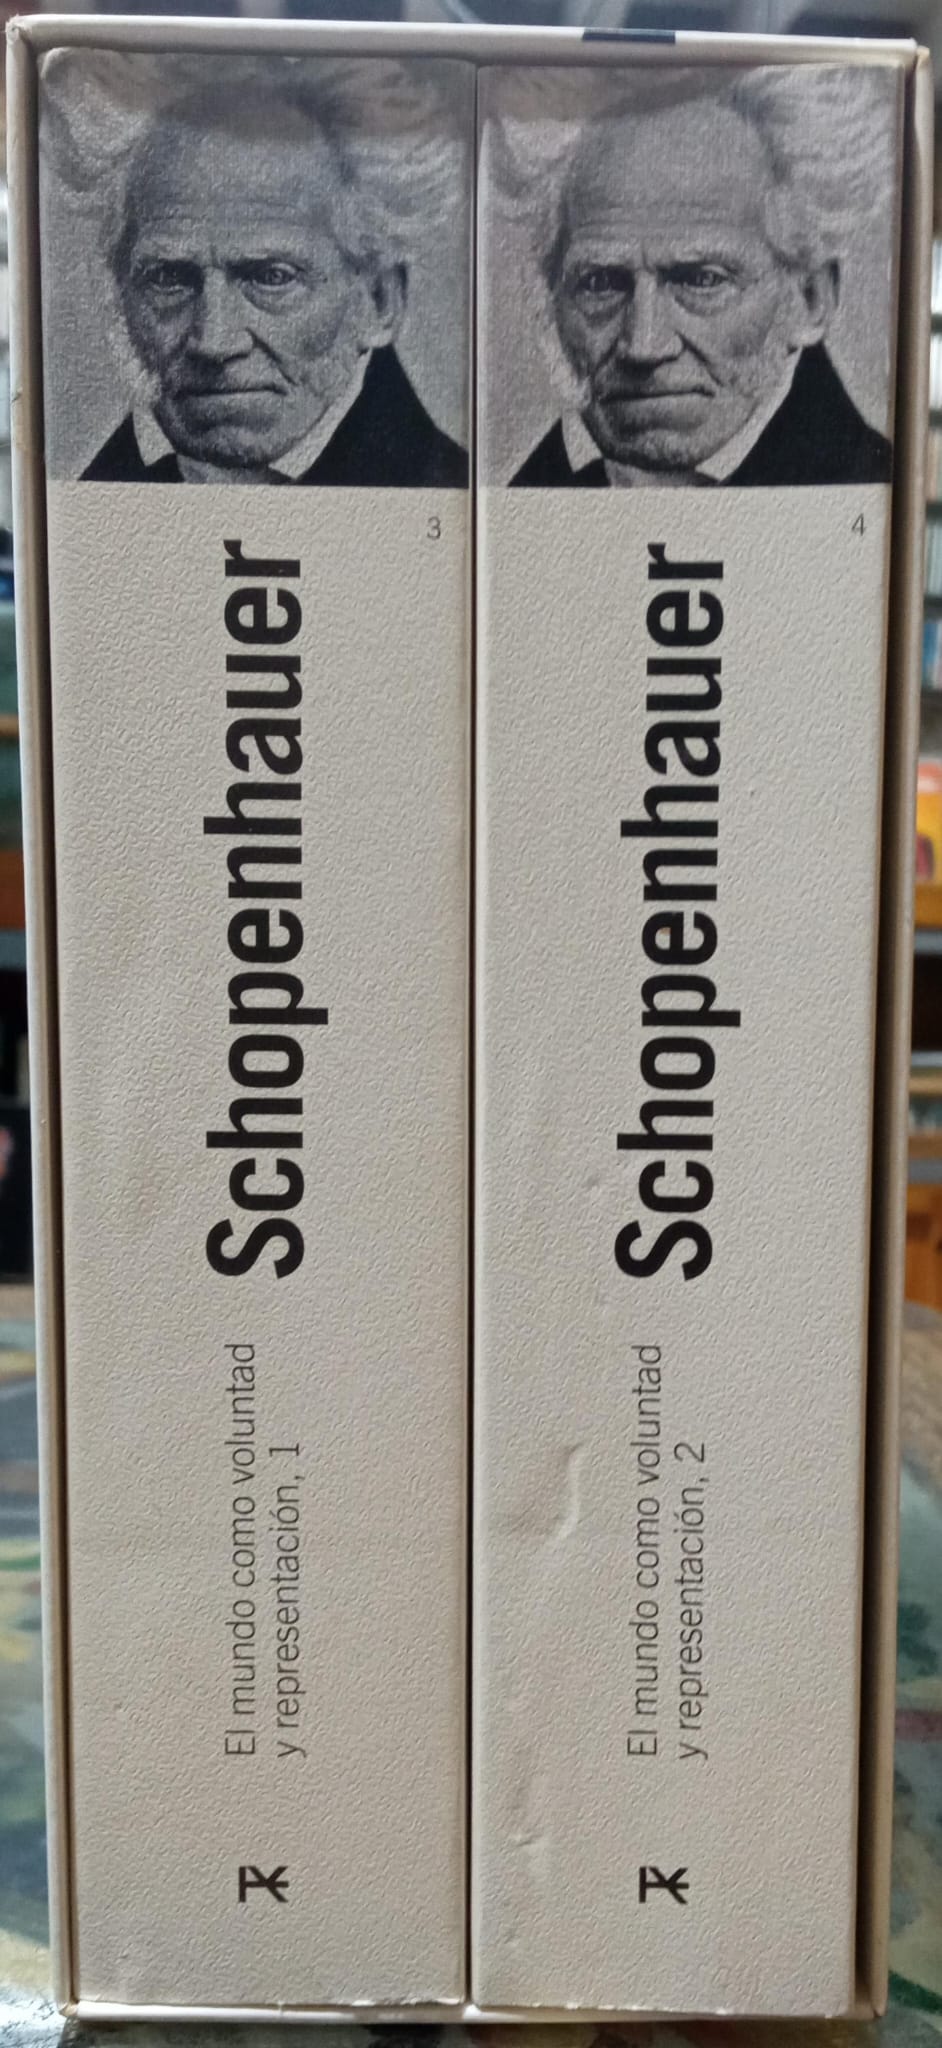 3
Schopenhauer
El mundo como voluntad
y representación, 1
4
Schopenhauer
El mundo como voluntad
y representación, 2